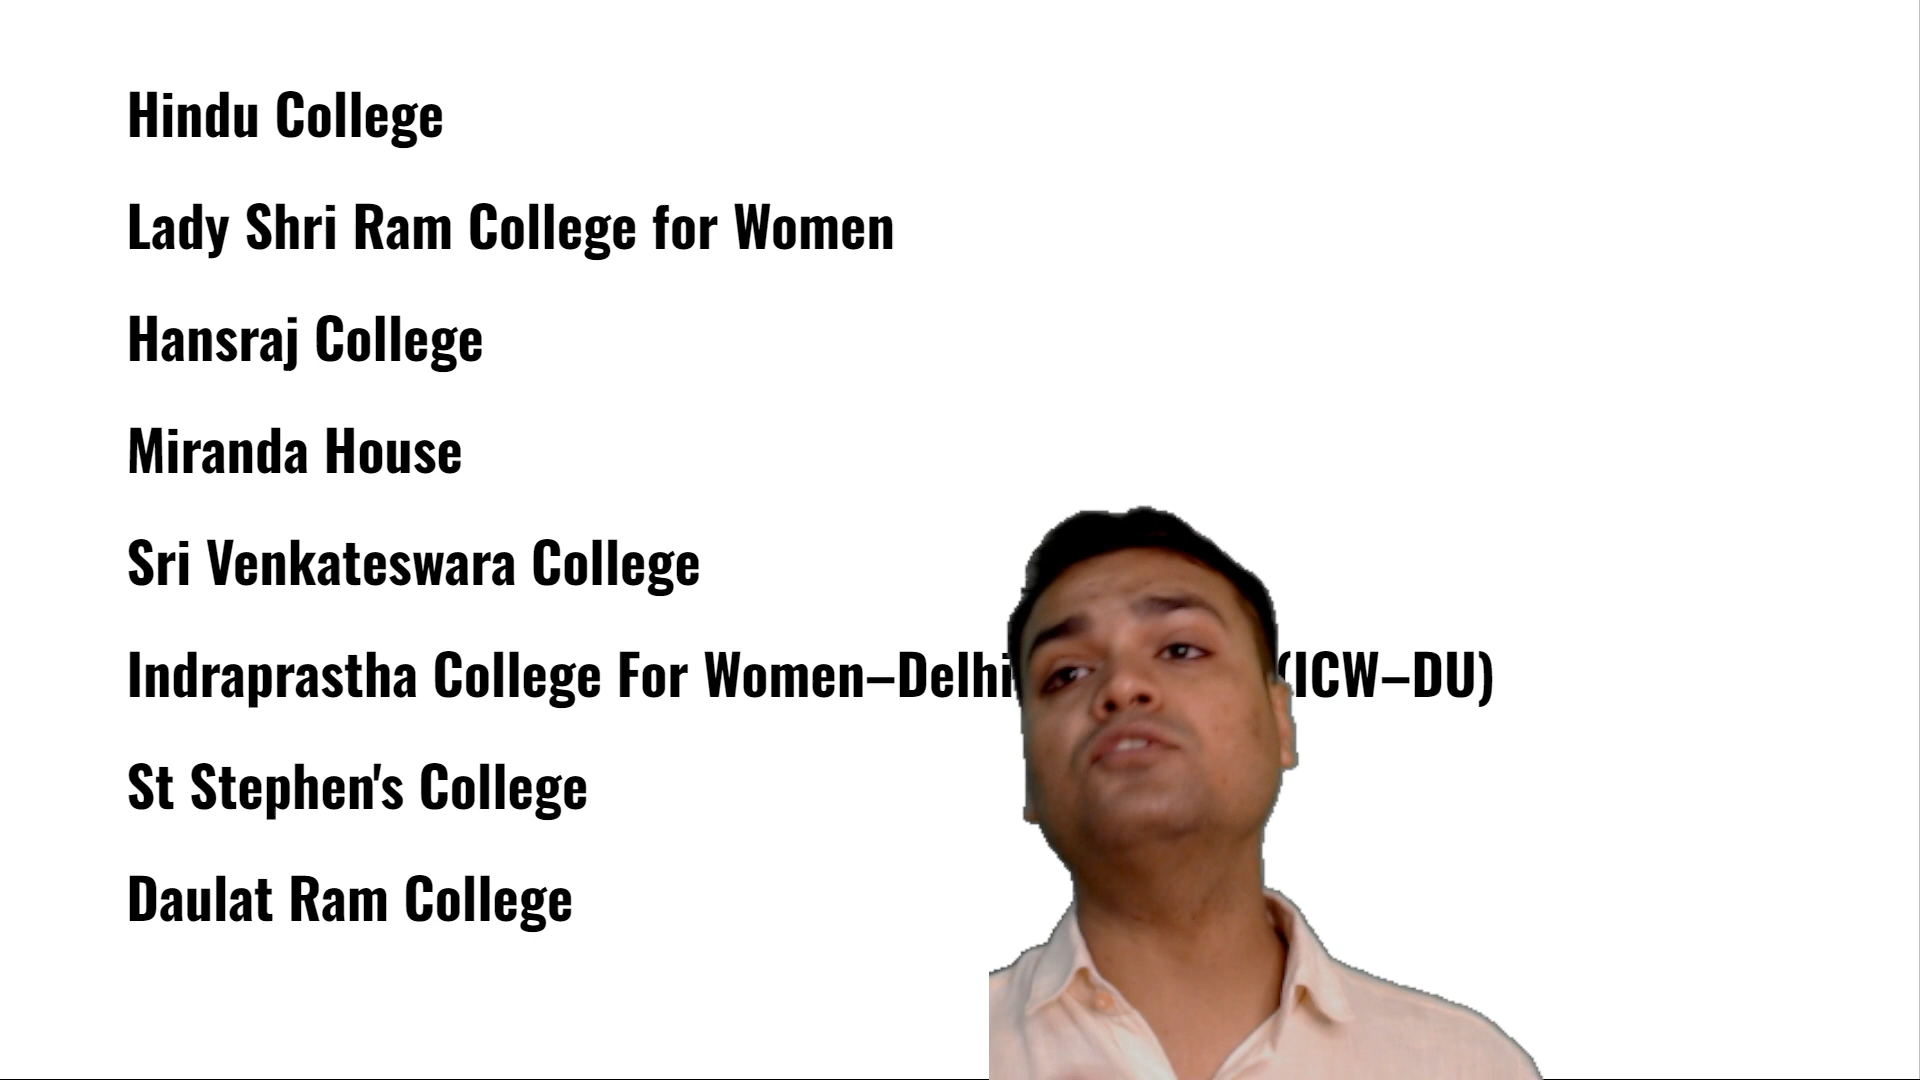 Hindu College
Lady Shri Ram College for Women
Hansraj College
Miranda House
Sri Venkateswara College
Indraprastha College For Women–Delhi (ICW–DU)
St Stephen's College
Daulat Ram College